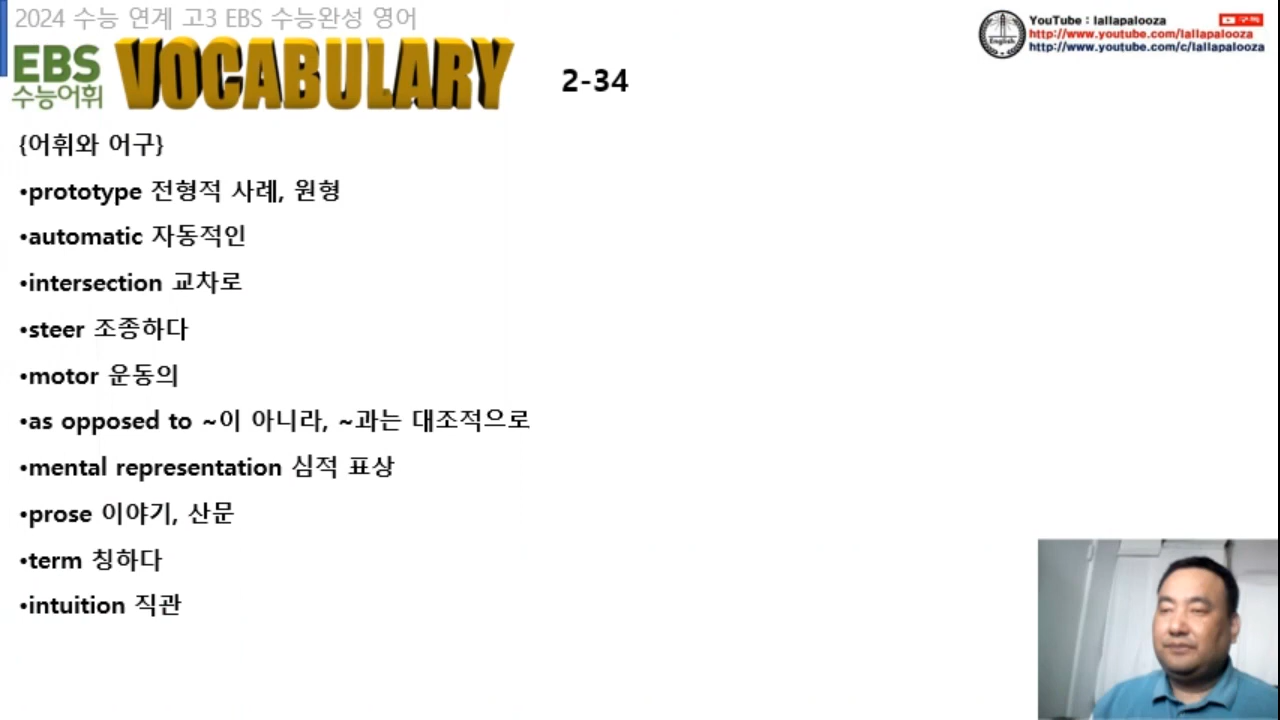 2024 수능 연계 고3 EBS 수능완성 영어
EBS
수능어휘
VOCABULARY
2-34
YouTube : lallapalooza
구독
http://www.youtube.com/lallapalooza
http://www.youtube.com/c/lallapalooza
English
{어휘와 어구}
•prototype 전형적 사례, 원형
•automatic 자동적인
•intersection 교차로
•steer 조종하다
•motor 운동의
•as opposed to ~이 아니라, ~과는 대조적으로
•mental representation 심적 표상
•prose 이야기, 산문
•term 칭하다
•intuition 직관